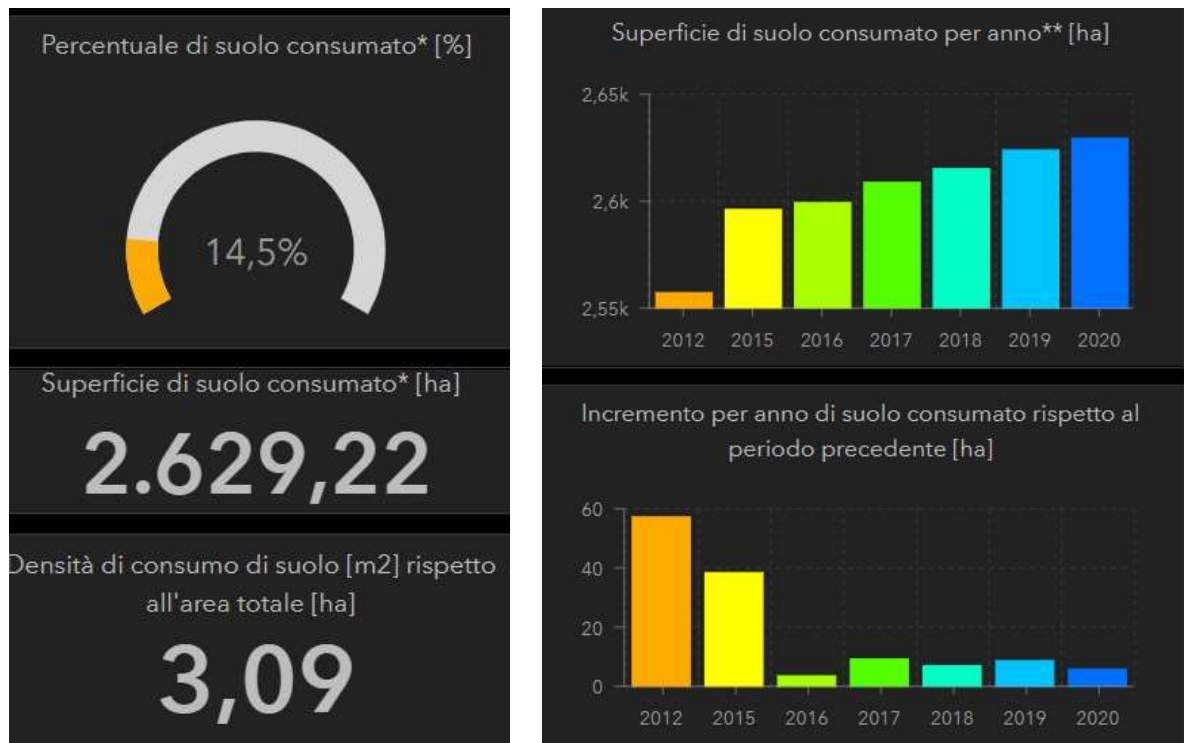 Percentuale di suolo consumato* [%]
14,5%
Superficie di suolo consumato* [ha]
2.629,22
Densità di consumo di suolo [m2] rispetto
all'area totale [ha]
3,09
Superficie di suolo consumato per anno** [ha]
2,65k
2,6k
2,55k
2012 2015 2016 2017 2018 2019 2020
Incremento per anno di suolo consumato rispetto al
periodo precedente [ha]
60
40
20
0
2012 2015 2016 2017 2018 2019 2020